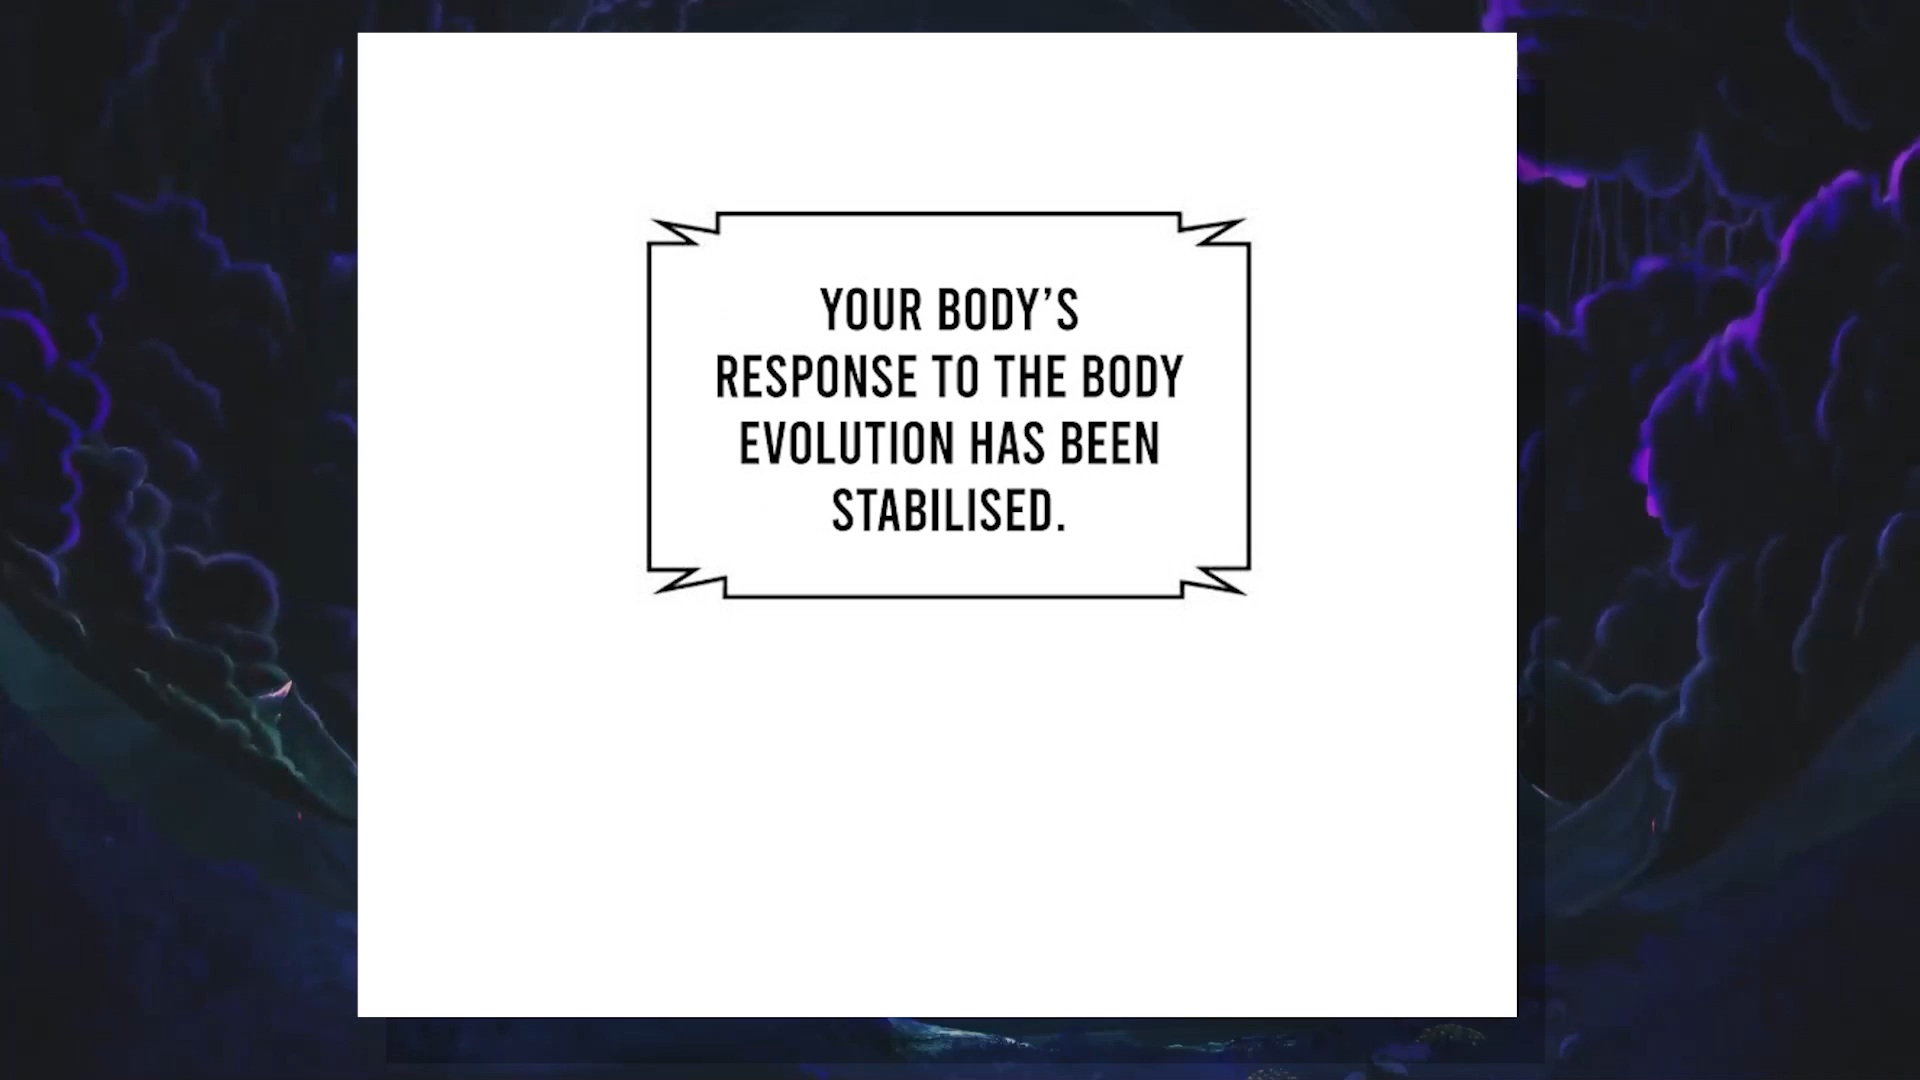 YOUR BODY’S
RESPONSE TO THE BODY
EVOLUTION HAS BEEN
STABILISED.